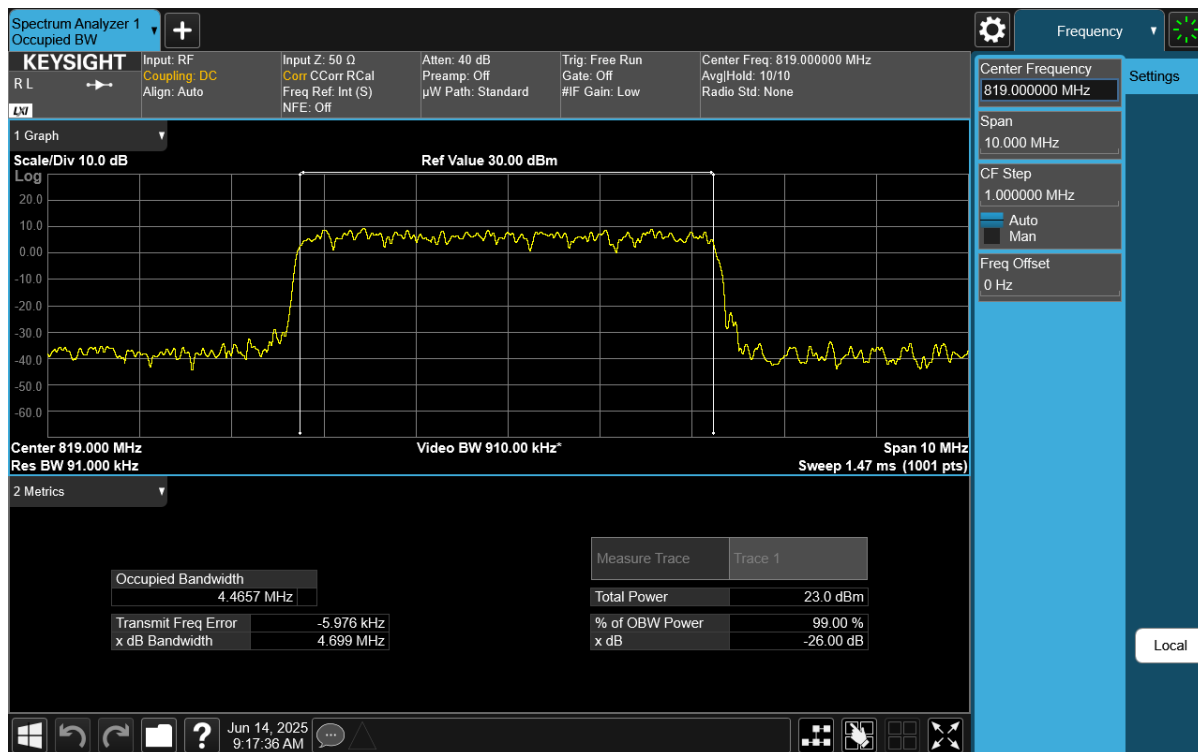 Spectrum Analyzer 1
Occupied BW
+
Frequency
KEYSIGHT
R L
LXI
Input: RF
Coupling: DC
Align: Auto
Input Z: 50 Ω
Corr CCorr RCal
Freq Ref: Int (S)
NFE: Off
Atten: 40 dB
Preamp: Off
µW Path: Standard
Trig: Free Run
Gate: Off
#IF Gain: Low
Center Freq: 819.000000 MHz
Avg|Hold: 10/10
Radio Std: None
Center Frequency
819.000000 MHz
Settings
Span
10.000 MHz
CF Step
1.000000 MHz
Auto
Man
Freq Offset
0 Hz
Local
1 Graph
Scale/Div 10.0 dB
Ref Value 30.00 dBm
Log
20.0
10.0
0.00
-10.0
-20.0
-30.0
-40.0
-50.0
-60.0
Center 819.000 MHz
Video BW 910.00 kHz*
Span 10 MHz
Res BW 91.000 kHz
Sweep 1.47 ms (1001 pts)
2 Metrics
Measure Trace
Trace 1
Occupied Bandwidth
4.4657 MHz
Total Power
23.0 dBm
Transmit Freq Error
-5.976 kHz
% of OBW Power
99.00 %
x dB Bandwidth
4.699 MHz
x dB
-26.00 dB
?
Jun 14, 2025
9:17:36 AM